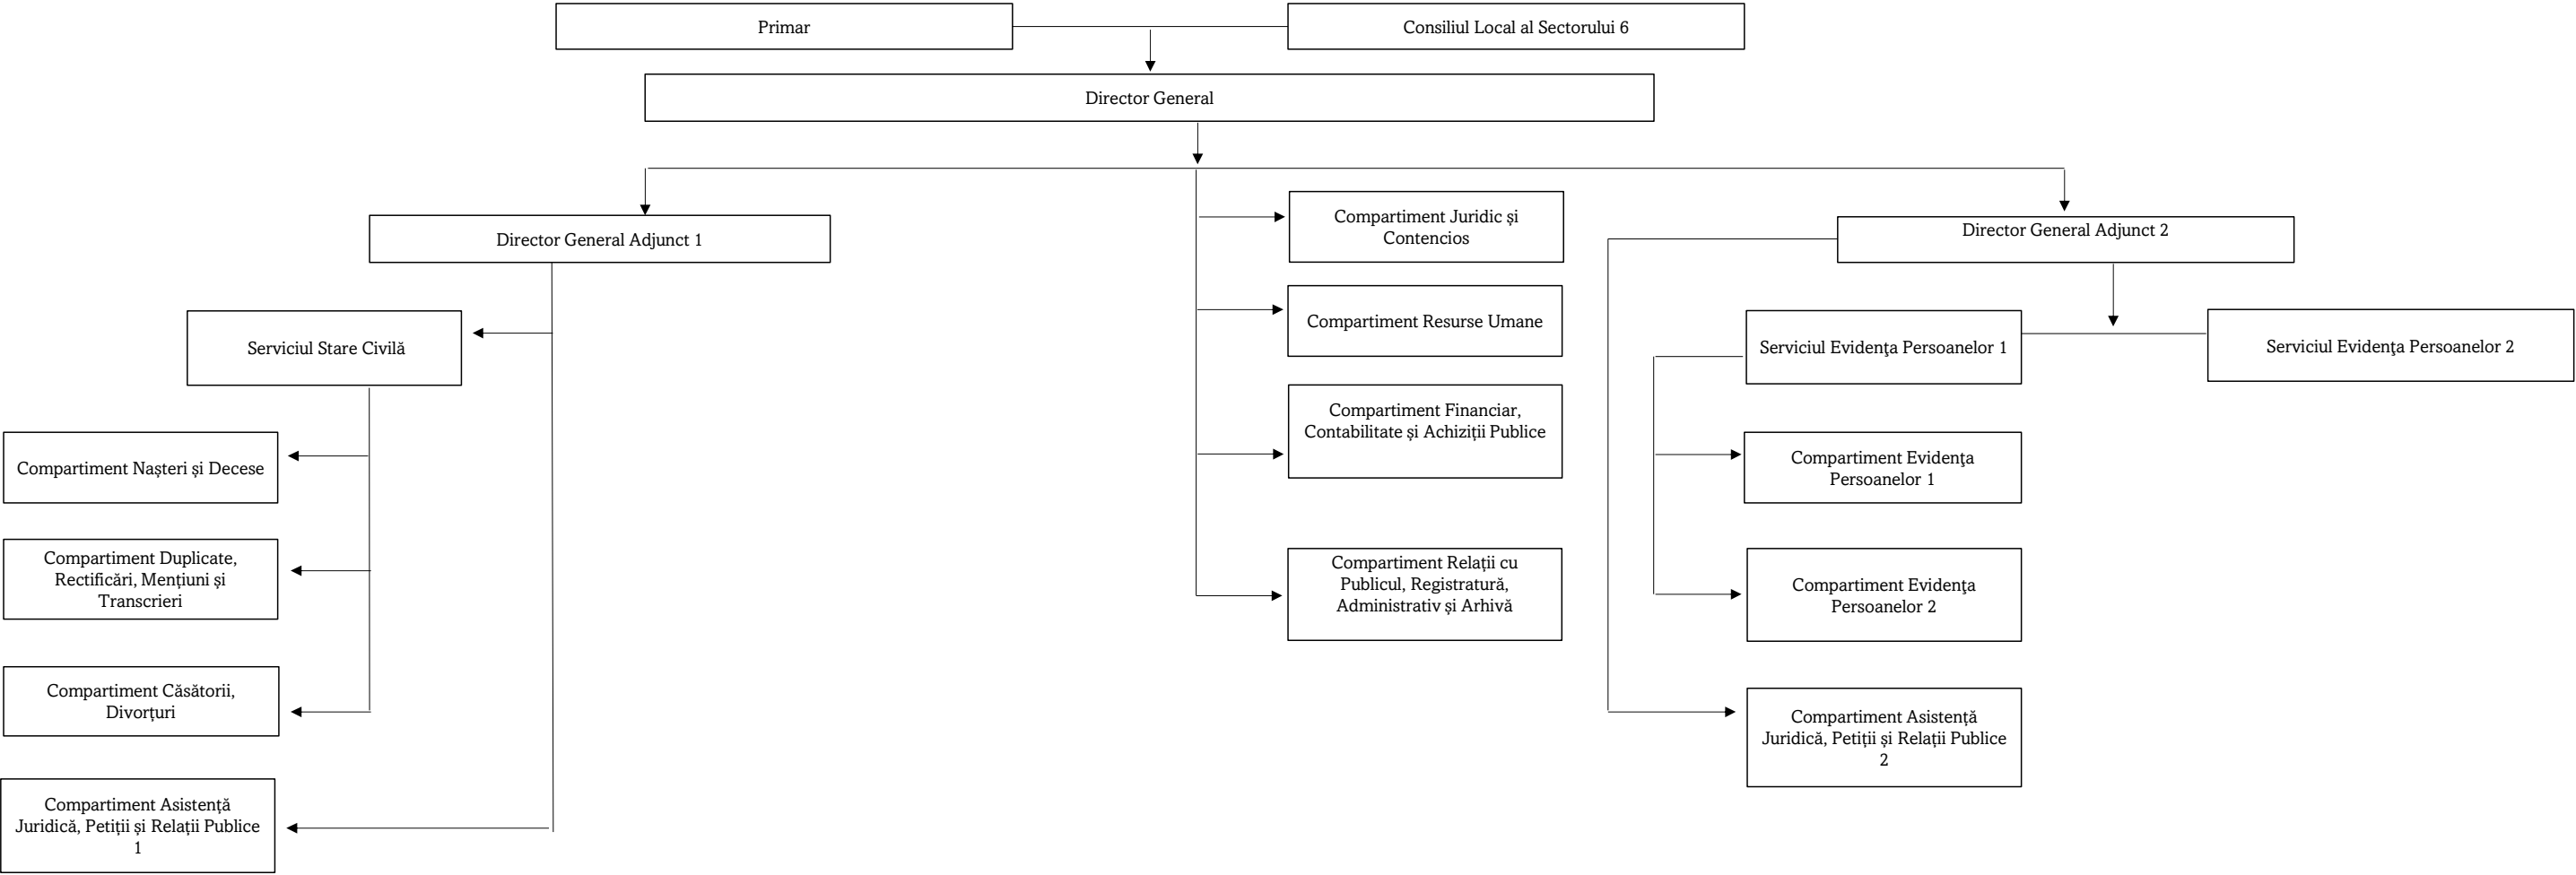 Primar
Consiliul Local al Sectorului 6
Director General
Director General Adjunct 1
Compartiment Juridic și
Contencios
Director General Adjunct 2
Serviciul Stare Civilă
Compartiment Resurse Umane
Serviciul Evidenţa Persoanelor 1
Serviciul Evidenţa Persoanelor 2
Compartiment Financiar,
Contabilitate și Achiziții Publice
Compartiment Nașteri și Decese
Compartiment Evidenţa
Persoanelor 1
Compartiment Duplicate,
Rectificări, Mențiuni și
Transcrieri
Compartiment Relații cu
Publicul, Registratură,
Administrativ și Arhivă
Compartiment Evidenţa
Persoanelor 2
Compartiment Căsătorii,
Divorțuri
Compartiment Asistență
Juridică, Petiții și Relații Publice
2
Compartiment Asistență
Juridică, Petiții și Relații Publice
1